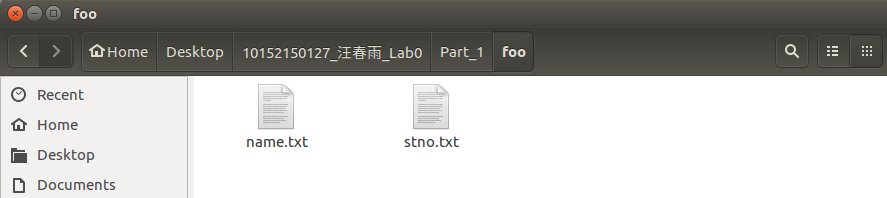 foo
Home Desktop 10152150127_汪春雨_Lab0 Part_1 foo
Recent
Home
Desktop
Documents
name.txt stno.txt